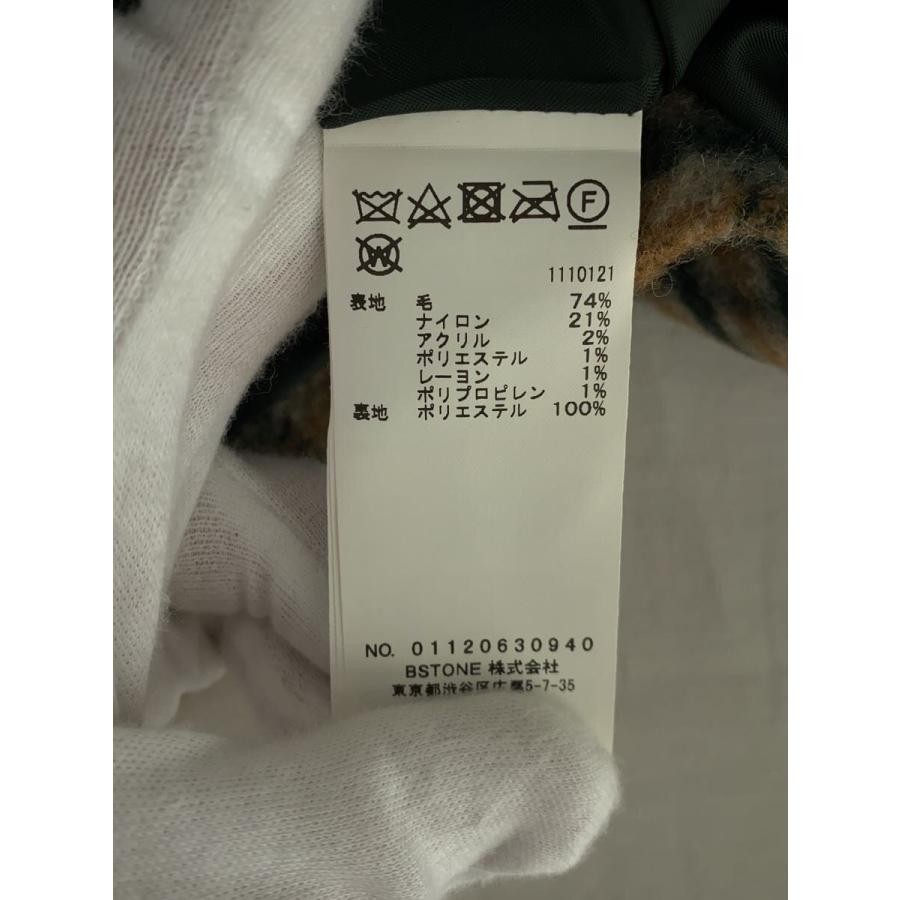 F
W
1110121
表地 毛 74%
ナイロン 21%
アクリル 2%
ポリエステル 1%
レーヨン 1%
ポリプロピレン 1%
裏地 ポリエステル 100%
NO. 01120630940
BSTONE 株式会社
東京都渋谷区広尾5-7-35